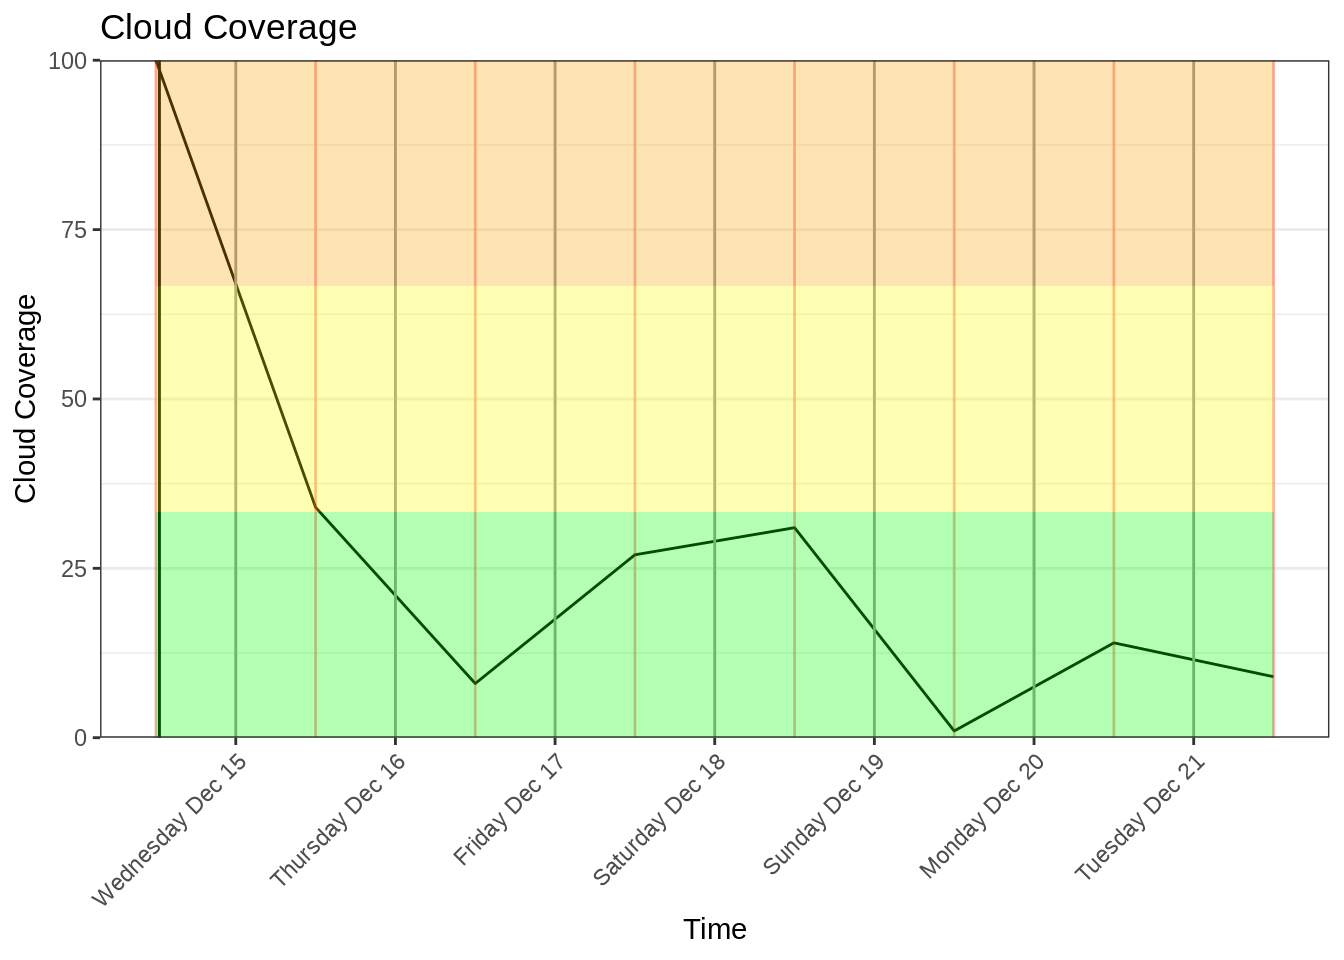 Cloud Coverage
100
75
50
25
0
Cloud Coverage
Wednesday Dec 15
Thursday Dec 16
Friday Dec 17
Saturday Dec 18
Sunday Dec 19
Monday Dec 20
Tuesday Dec 21
Time